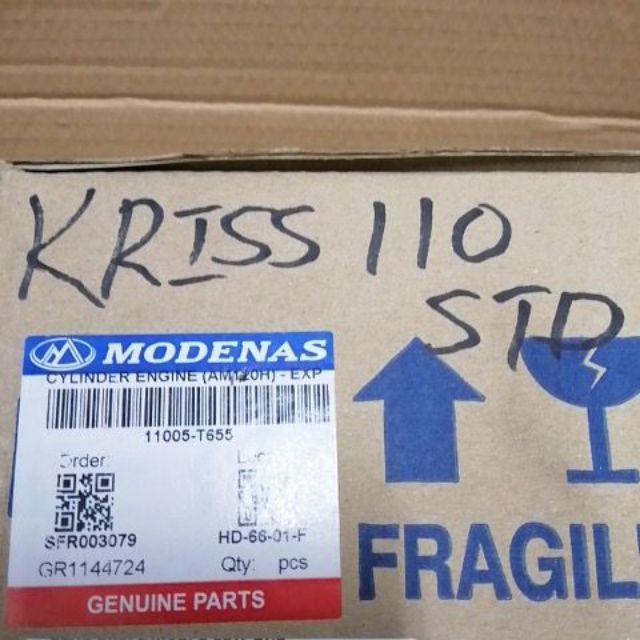 KRISS 110
STD
MODENAS
CYLINDER ENGINE (AM120H) - EXP
11005-T655
Order:
SFR003079
HD-66-01-F
GR1144724
Qty: pcs
GENUINE PARTS
FRAGIL